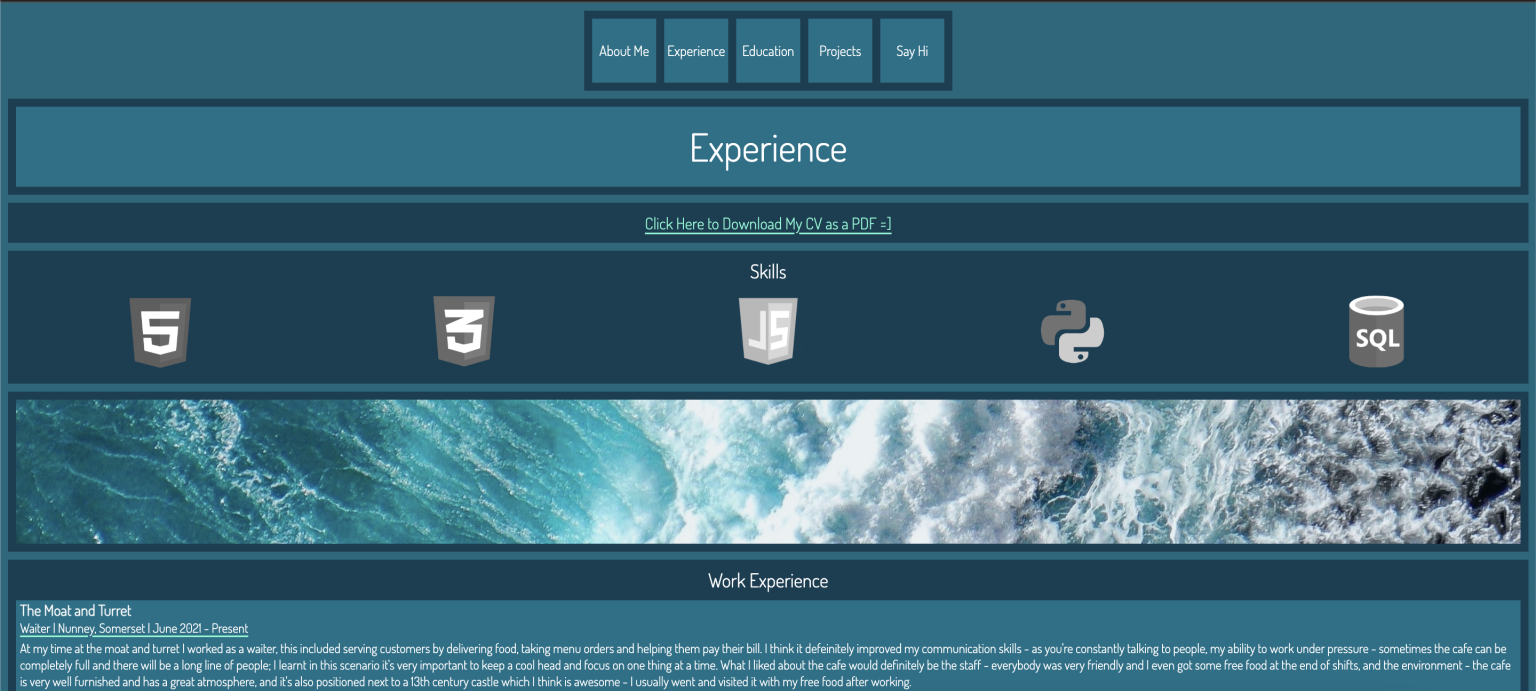 About Me Experience Education Projects Say Hi
Experience
Click Here to Download My CV as a PDF =]
Skills
5 3 JS SQL
Work Experience
The Moat and Turret
Waiter | Nunney, Somerset | June 2021 - Present
At my time at the moat and turret I worked as a waiter, this included serving customers by delivering food, taking menu orders and helping them pay their bill. I think it defeinitely improved my communication skills - as you're constantly talking to people, my ability to work under pressure - sometimes the cafe can be
completely full and there will be a long line of people; I learnt in this scenario it's very important to keep a cool head and focus on one thing at a time. What I liked about the cafe would definitely be the staff - everybody was very friendly and I even got some free food at the end of shifts, and the environment - the cafe
is very well furnished and has a great atmosphere, and it's also positioned next to a 13th century castle which I think is awesome - I usually went and visited it with my free food after working.